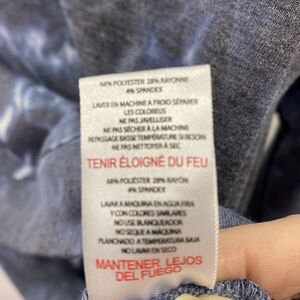 68% POLYESTER 28% RAYONNE
4% SPANDEX
LAVER EN MACHINE A FROID SÉPARER
LES COLOREUS
NE PAS JAVELLISER
NE PAS SÉCHER À LA MACHINE
REPASSAGE BASSE TEMPÉRATURE SI BESOIN
NE PAS NETTOYER À SEC
TENIR ÉLOIGNÉ DU FEU
68% POLIÉSTER 28% RAYÓN
4% SPANDEX
LAVAR A MAQUINA EN AGUA FRIA
Y CON COLORES SIMILARES
NO USE BLANQUEADOR
NO SEQUE A MÁQUINA
PLANCHADO A TEMPERATURA BAJA
NO LAVAR EN SECO
MANTENER LEJOS
DEL FUEGO